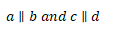 a ∥ b and c ∥ d